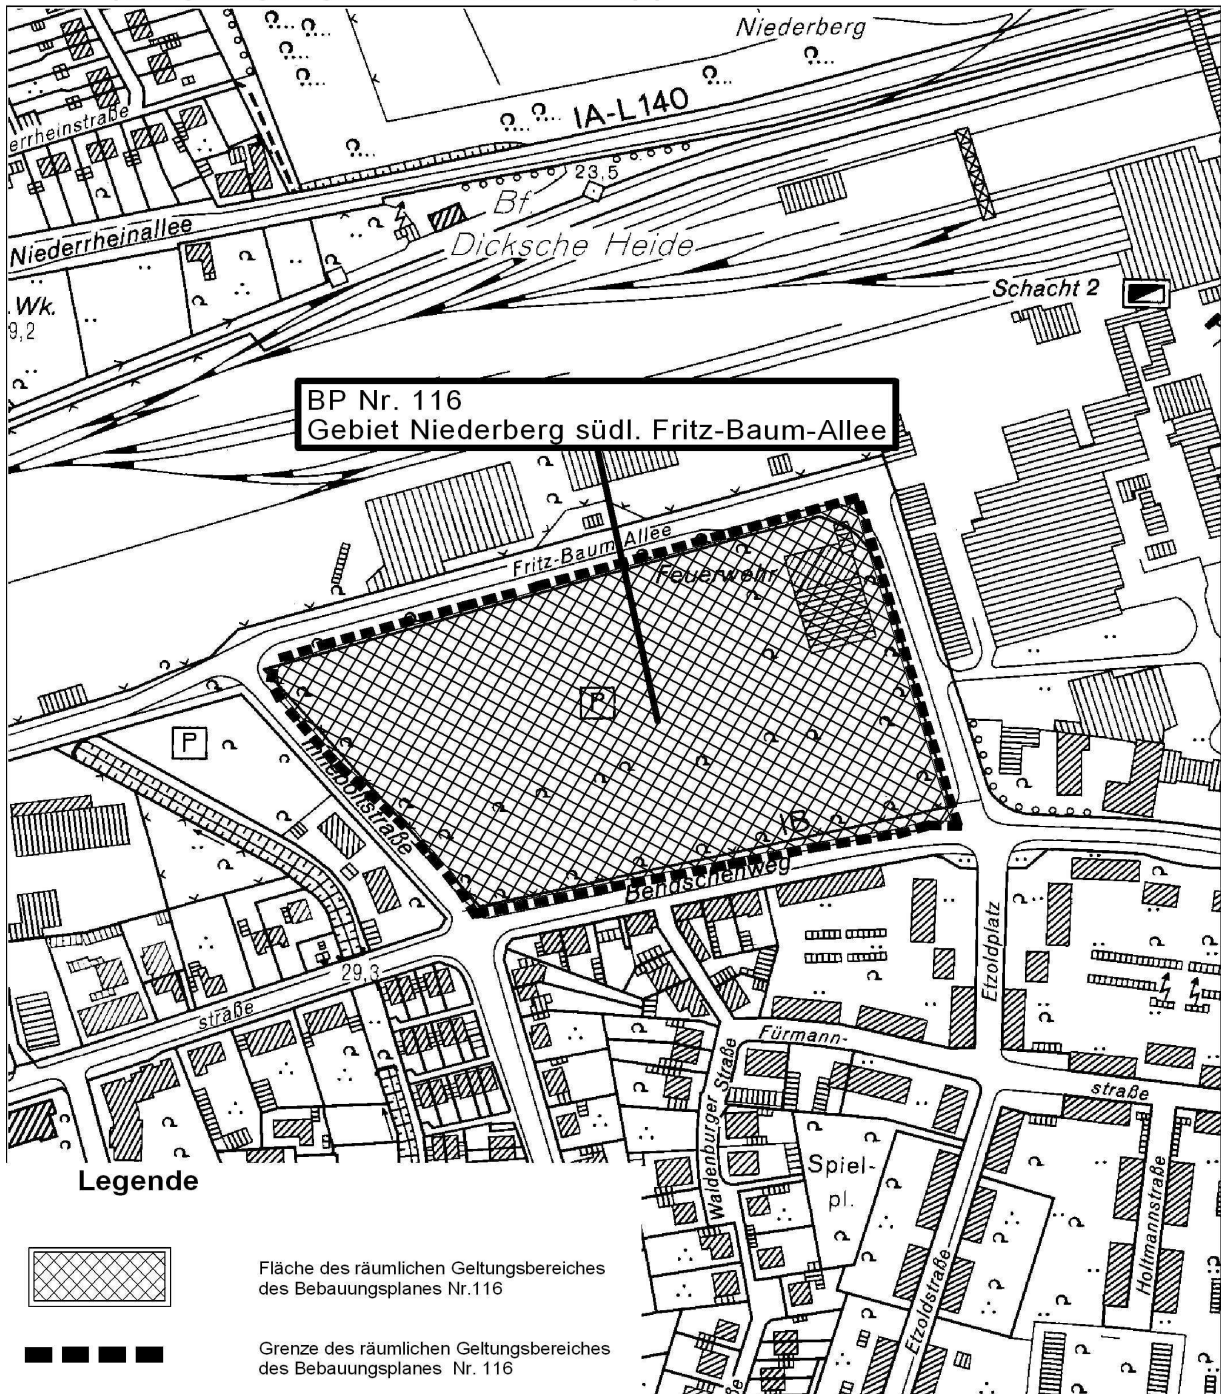 Niederberg
IA-L140
errheinstraße
23,5
Bf.
Niederrheinallee
Dicksche Heide
Schacht 2
. Wk.
9,2
BP Nr. 116
Gebiet Niederberg südl. Fritz-Baum-Allee
Fritz-Baum-Allee
Feuerwehr
P
P
Bendschenweg
Etzoldplatz
29,3
straße
Fürmann-
straße
Waldenburger Straße
Spiel-
pl.
Holtmannstraße
Etzoldstraße
Legende
Fläche des räumlichen Geltungsbereiches
des Bebauungsplanes Nr.116
Grenze des räumlichen Geltungsbereiches
des Bebauungsplanes Nr. 116